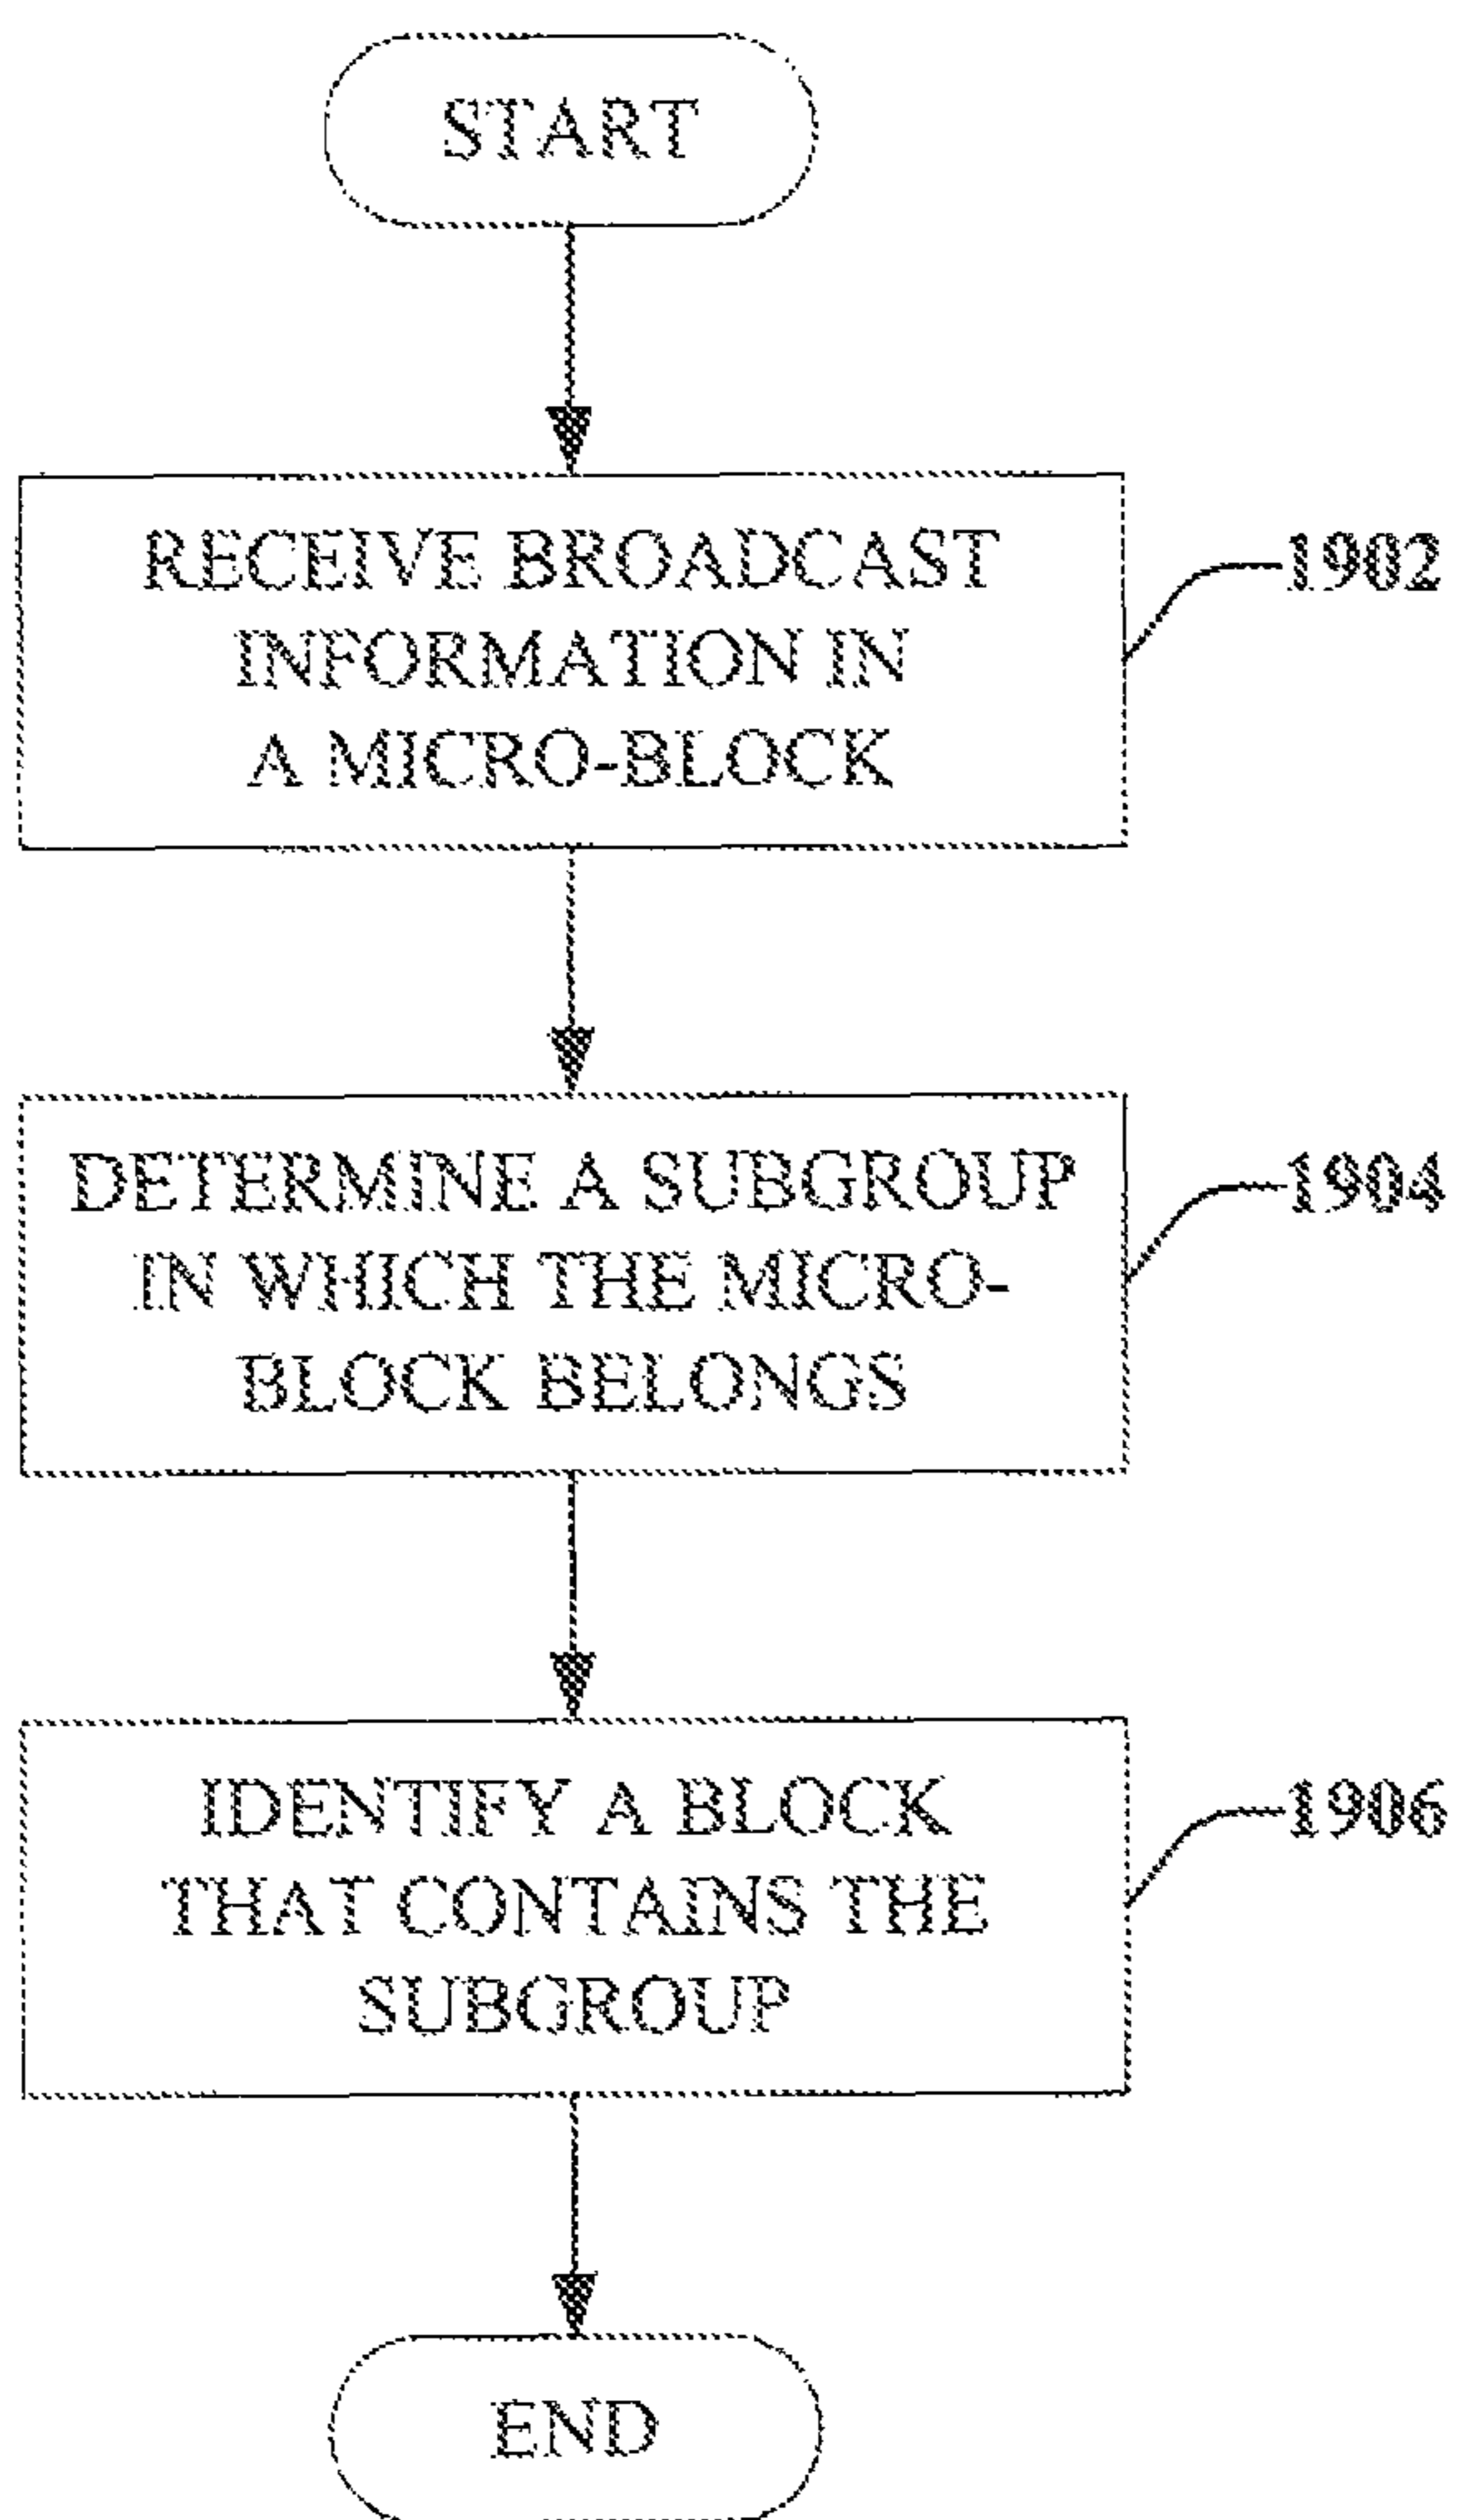 START
RECEIVE BROADCAST
INFORMATION IN
A MICRO-BLOCK
1902
DETERMINE A SUBGROUP
IN WHICH THE MICRO-
BLOCK BELONGS
1904
IDENTIFY A BLOCK
THAT CONTAINS THE
SUBGROUP
1906
END